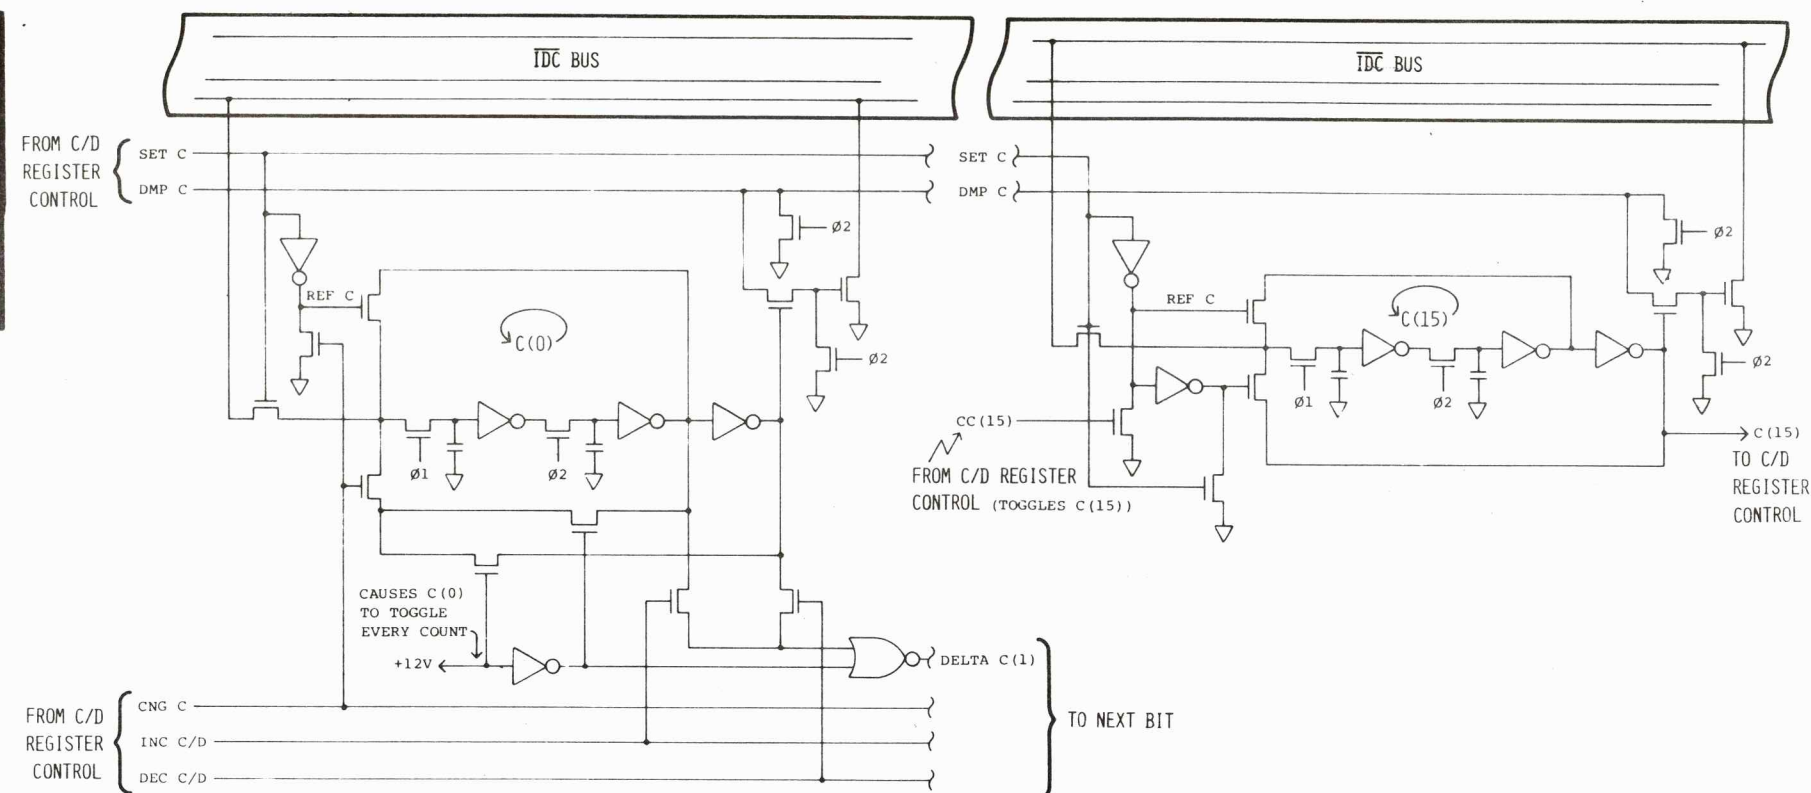 IDC BUS
IDC BUS
FROM C/D
REGISTER
CONTROL
SET C
DMP C
SET C
DMP C
Ø2
Ø2
REF C
REF C
C(0)
C(15)
Ø2
Ø2
Ø1
Ø2
Ø1
Ø2
CC(15)
FROM C/D REGISTER
CONTROL (TOGGLES C(15))
C(15)
TO C/D
REGISTER
CONTROL
CAUSES C(0)
TO TOGGLE
EVERY COUNT
+12V
DELTA C(1)
FROM C/D
REGISTER
CONTROL
CNG C
INC C/D
DEC C/D
TO NEXT BIT